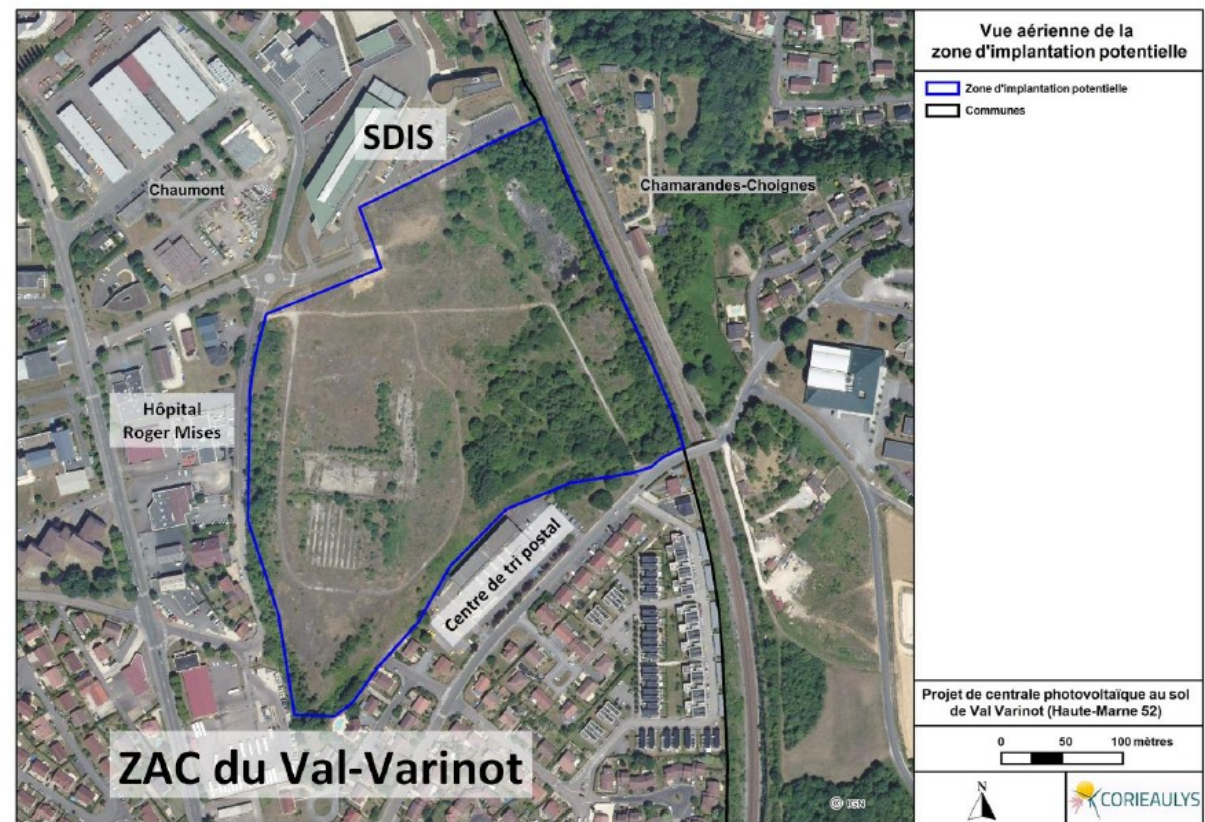 Vue aérienne de la
zone d'implantation potentielle
Zone d'implantation potentielle
Communes
SDIS
Chaumont
Chamarandes-Choignes
Hôpital
Roger Mises
Centre de tri postal
ZAC du Val-Varinot
© IGN
Projet de centrale photovoltaïque au sol
de Val Varinot (Haute-Marne 52)
0 50 100 mètres
N
CORIEAULYS